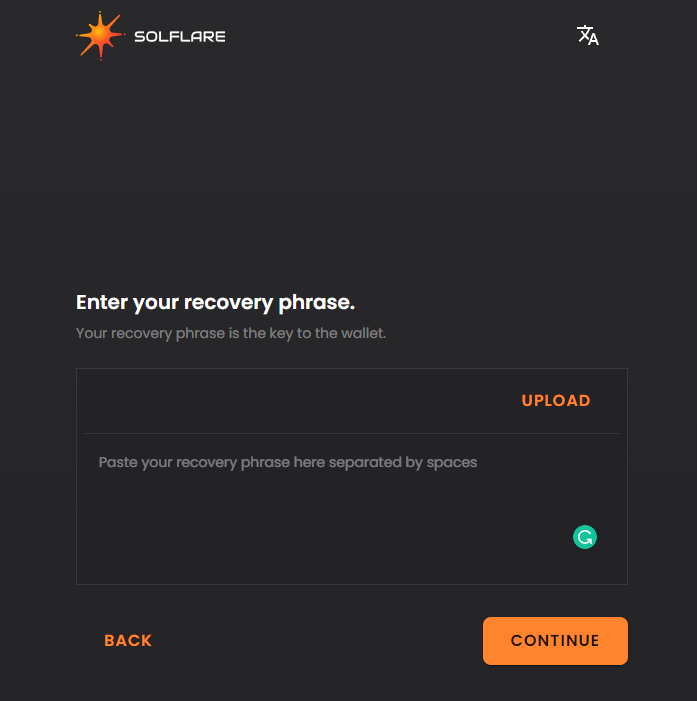 SOLFLARE
Enter your recovery phrase.
Your recovery phrase is the key to the wallet.
UPLOAD
Paste your recovery phrase here separated by spaces
BACK
CONTINUE